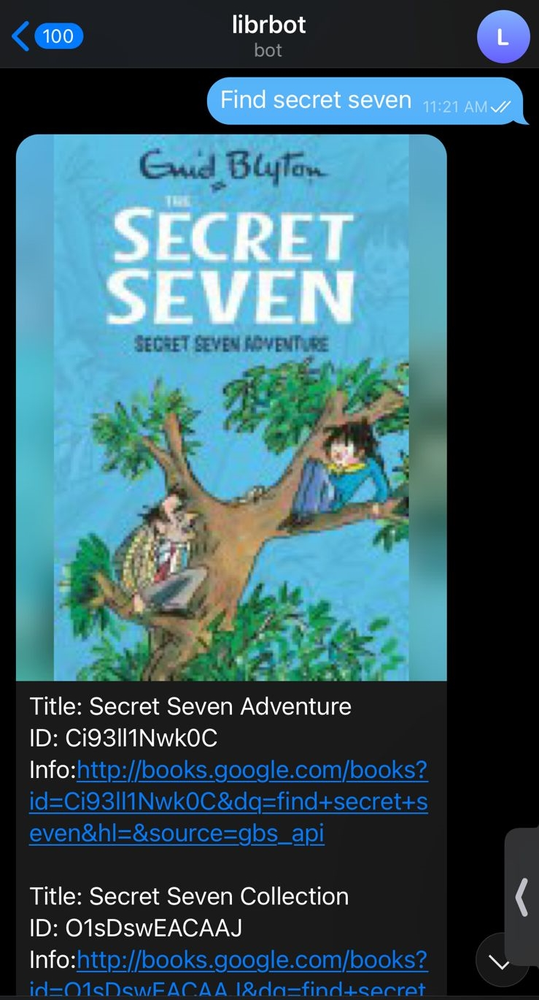 100
librbot
bot
L
Find secret seven 11:21 AM
Enid Blyton
THE
SECRET
SEVEN
SECRET SEVEN ADVENTURE
Title: Secret Seven Adventure
ID: Ci93ll1Nwk0C
Info:http://books.google.com/books?
id=Ci93ll1Nwk0C&dq=find+secret+s
even&hl=&source=gbs_api
Title: Secret Seven Collection
ID: O1sDswEACAAJ
Info:http://books.google.com/books?
id=O1sDswEACAAJ&dq=find+secret